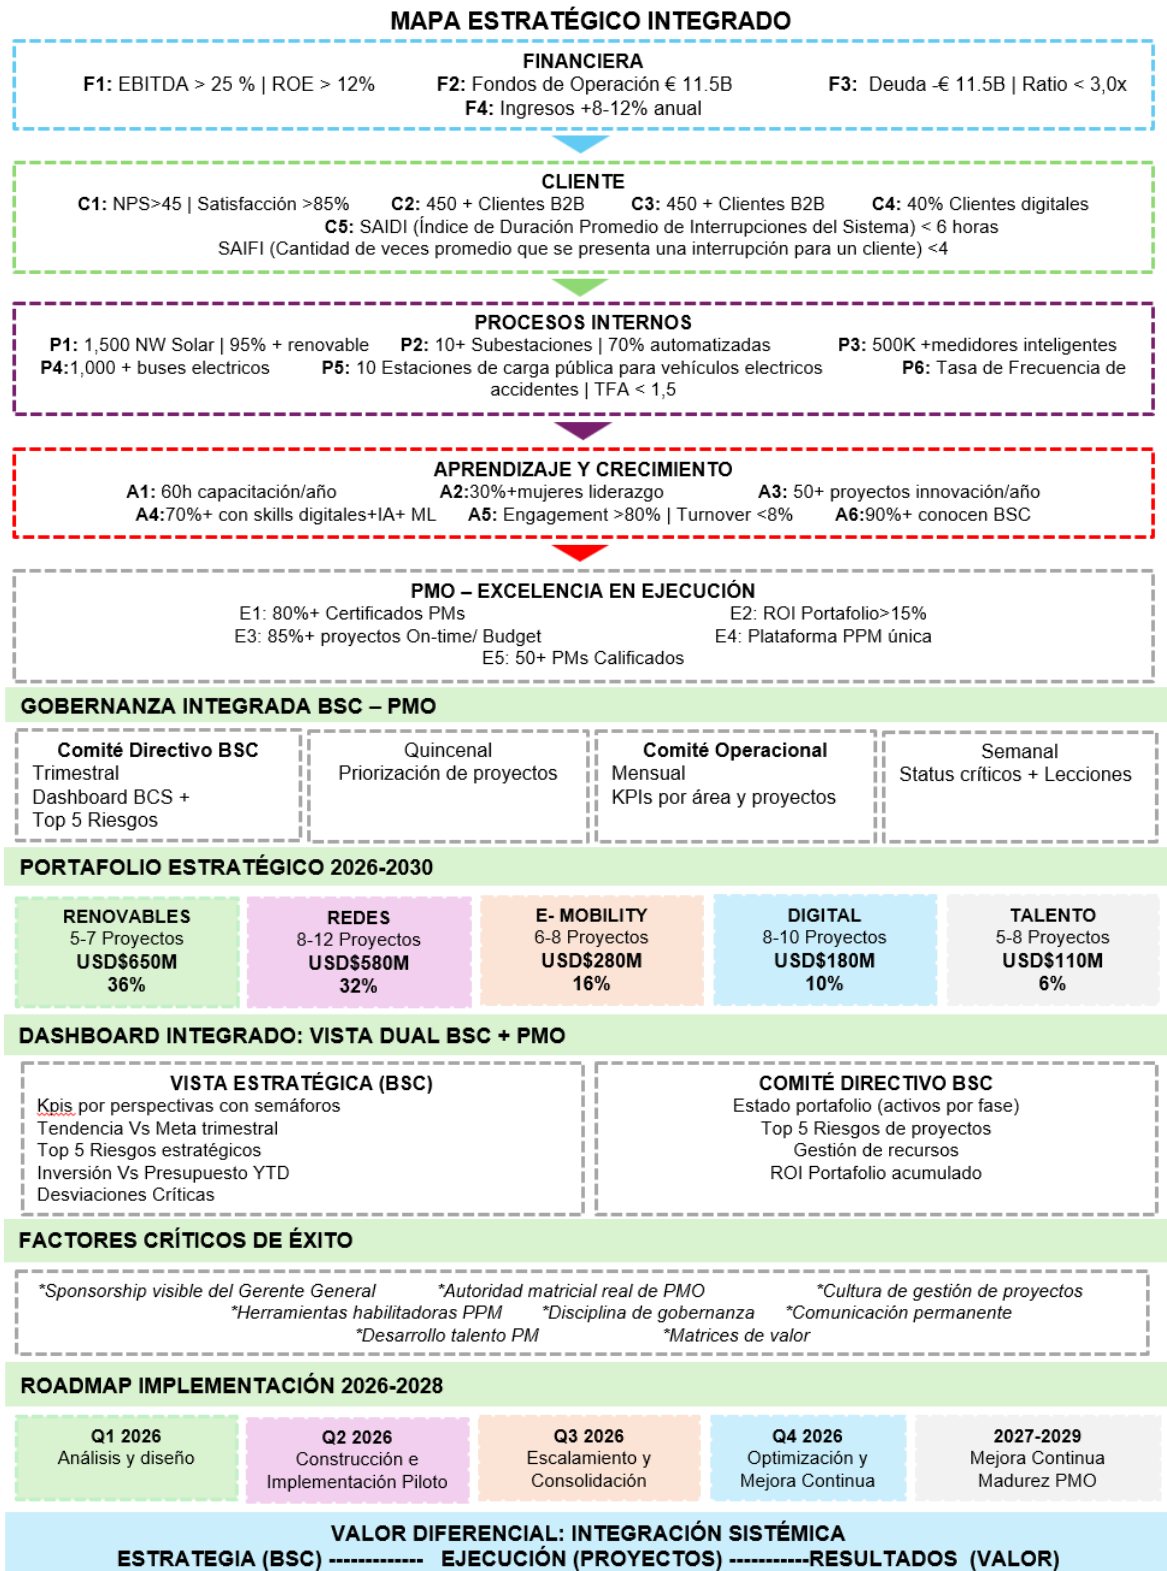 MAPA ESTRATÉGICO INTEGRADO
FINANCIERA
F1: EBITDA > 25 % | ROE > 12% F2: Fondos de Operación € 11.5B F3: Deuda -€ 11.5B | Ratio < 3,0x
F4: Ingresos +8-12% anual
CLIENTE
C1: NPS>45 | Satisfacción >85% C2: 450 + Clientes B2B C3: 450 + Clientes B2B C4: 40% Clientes digitales
C5: SAIDI (Índice de Duración Promedio de Interrupciones del Sistema) < 6 horas
SAIFI (Cantidad de veces promedio que se presenta una interrupción para un cliente) <4
PROCESOS INTERNOS
P1: 1,500 NW Solar | 95% + renovable P2: 10+ Subestaciones | 70% automatizadas P3: 500K +medidores inteligentes
P4:1,000 + buses electricos P5: 10 Estaciones de carga pública para vehículos electricos P6: Tasa de Frecuencia de
accidentes | TFA < 1,5
APRENDIZAJE Y CRECIMIENTO
A1: 60h capacitación/año A2:30%+mujeres liderazgo A3: 50+ proyectos innovación/año
A4:70%+ con skills digitales+IA+ ML A5: Engagement >80% | Turnover <8% A6:90%+ conocen BSC
PMO – EXCELENCIA EN EJECUCIÓN
E1: 80%+ Certificados PMs E2: ROI Portafolio>15%
E3: 85%+ proyectos On-time/ Budget E4: Plataforma PPM única
E5: 50+ PMs Calificados
GOBERNANZA INTEGRADA BSC – PMO
Comité Directivo BSC
Trimestral
Dashboard BCS +
Top 5 Riesgos
Quincenal
Priorización de proyectos
Comité Operacional
Mensual
KPIs por área y proyectos
Semanal
Status críticos + Lecciones
PORTAFOLIO ESTRATÉGICO 2026-2030
RENOVABLES
5-7 Proyectos
USD$650M
36%
REDES
8-12 Proyectos
USD$580M
32%
E- MOBILITY
6-8 Proyectos
USD$280M
16%
DIGITAL
8-10 Proyectos
USD$180M
10%
TALENTO
5-8 Proyectos
USD$110M
6%
DASHBOARD INTEGRADO: VISTA DUAL BSC + PMO
VISTA ESTRATÉGICA (BSC)
Kpis por perspectivas con semáforos
Tendencia Vs Meta trimestral
Top 5 Riesgos estratégicos
Inversión Vs Presupuesto YTD
Desviaciones Críticas
COMITÉ DIRECTIVO BSC
Estado portafolio (activos por fase)
Top 5 Riesgos de proyectos
Gestión de recursos
ROI Portafolio acumulado
FACTORES CRÍTICOS DE ÉXITO
*Sponsorship visible del Gerente General *Autoridad matricial real de PMO *Cultura de gestión de proyectos
*Herramientas habilitadoras PPM *Disciplina de gobernanza *Comunicación permanente
*Desarrollo talento PM *Matrices de valor
ROADMAP IMPLEMENTACIÓN 2026-2028
Q1 2026
Análisis y diseño
Q2 2026
Construcción e
Implementación Piloto
Q3 2026
Escalamiento y
Consolidación
Q4 2026
Optimización y
Mejora Continua
2027-2029
Mejora Continua
Madurez PMO
VALOR DIFERENCIAL: INTEGRACIÓN SISTÉMICA
ESTRATEGIA (BSC) ------------- EJECUCIÓN (PROYECTOS) -----------RESULTADOS (VALOR)